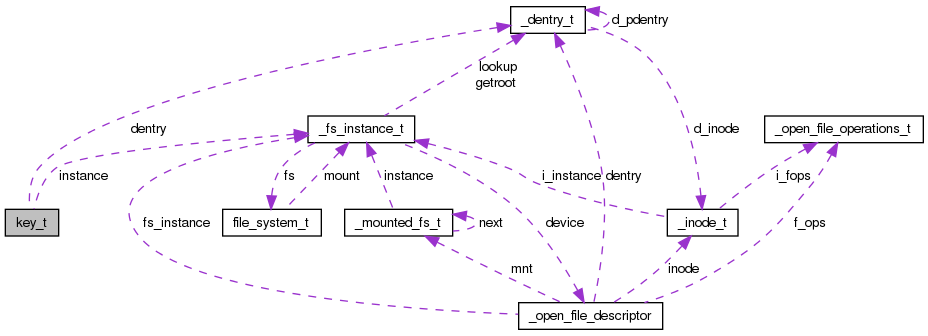 _dentry_t
d_pdentry
lookup
getroot
dentry
_fs_instance_t
d_inode
_open_file_operations_t
instance
fs
mount
instance
i_instance
dentry
i_fops
key_t
fs_instance
file_system_t
_mounted_fs_t
next
device
_inode_t
f_ops
mnt
inode
_open_file_descriptor